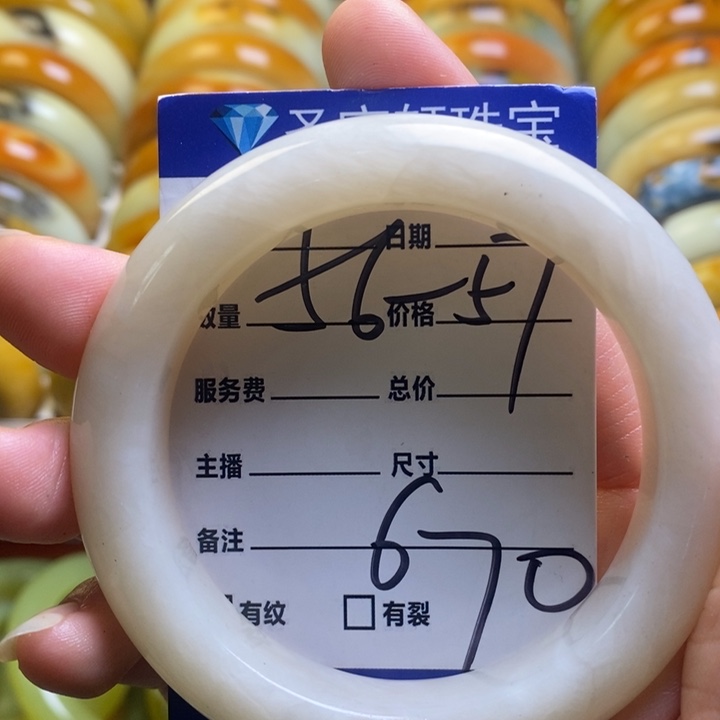 珠宝
日期
56-57
数量 价格
服务费 总价
主播 尺寸
670
备注
有纹 有裂